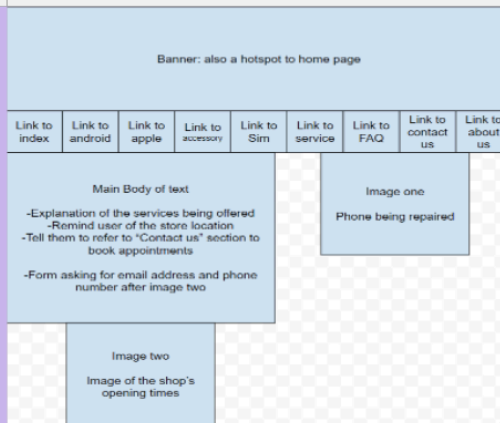 Banner: also a hotspot to home page
Link to index
Link to android
Link to apple
Link to accessory
Link to Sim
Link to service
Link to FAQ
Link to contact us
Link to about us
Main Body of text
-Explanation of the services being offered
-Remind user of the store location
-Tell them to refer to “Contact us” section to
book appointments
-Form asking for email address and phone
number after image two
Image one
Phone being repaired
Image two
Image of the shop's
opening times